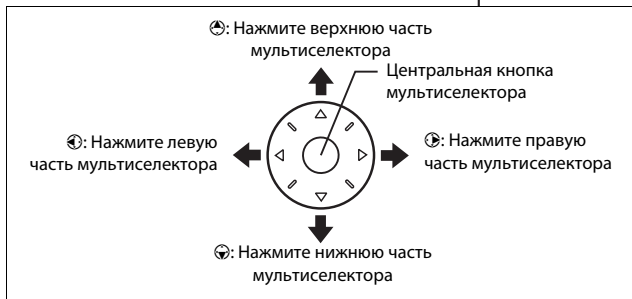 : Нажмите верхнюю часть
мультиселектора
Центральная кнопка
мультиселектора
: Нажмите левую
часть мультиселектора
: Нажмите правую
часть мультиселектора
: Нажмите нижнюю часть
мультиселектора